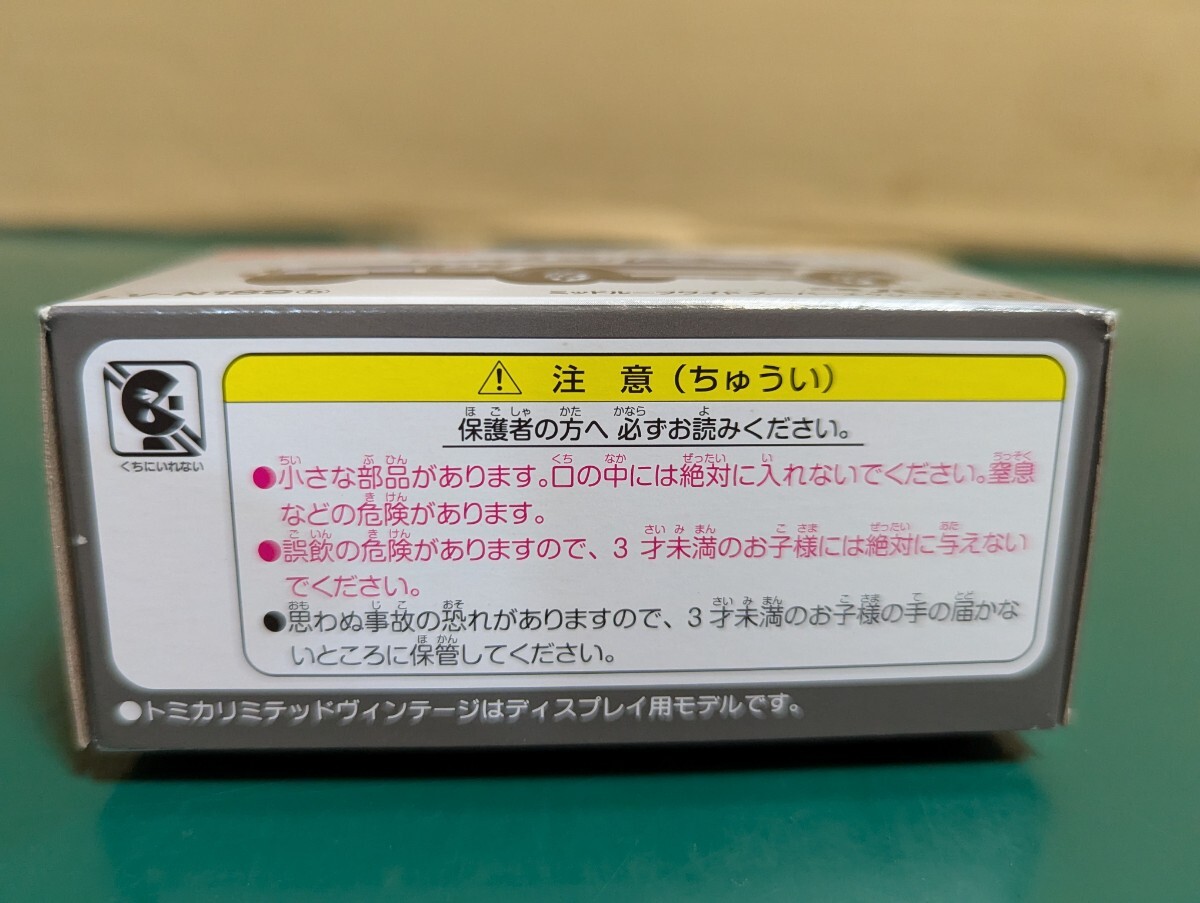 注 意（ちゅうい）
保護者の方へ 必ずお読みください。
くちにいれない
●小さな部品があります。口の中には絶対に入れないでください。窒息
などの危険があります。
●誤飲の危険がありますので、3 才未満のお子様には絶対に与えない
でください。
●思わぬ事故の恐れがありますので、3 才未満のお子様の手の届かな
いところに保管してください。
●トミカリミテッドヴィンテージはディスプレイ用モデルです。